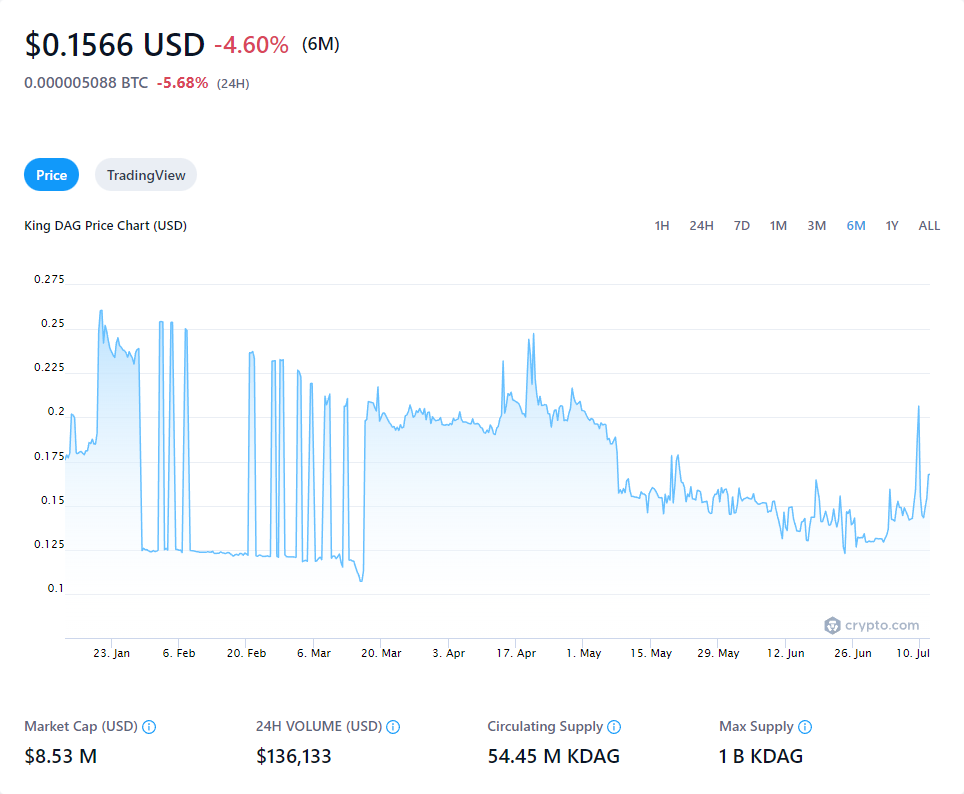 $0.1566 USD -4.60% (6M)
0.000005088 BTC -5.68% (24H)
Price TradingView
King DAG Price Chart (USD) 1H 24H 7D 1M 3M 6M 1Y ALL
0.275
0.25
0.225
0.2
0.175
0.15
0.125
0.1
crypto.com
23. Jan 6. Feb 20. Feb 6. Mar 20. Mar 3. Apr 17. Apr 1. May 15. May 29. May 12. Jun 26. Jun 10. Jul
Market Cap (USD) 24H VOLUME (USD) Circulating Supply Max Supply
$8.53 M $136,133 54.45 M KDAG 1 B KDAG